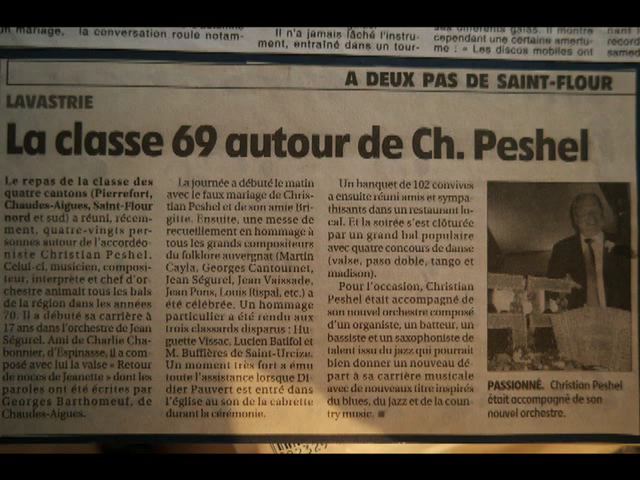 la conversation roule notam-
Il n'a jamais lâché l'instru-
ment, entraîné dans un tour-
cependant une certaine amertu-
me : « Les discos mobiles ont
A DEUX PAS DE SAINT-FLOUR
LAVASTRIE
La classe 69 autour de Ch. Peshel
Le repas de la classe des
quatre cantons (Pierrefort,
Chaudes-Aigues, Saint-Flour
nord et sud) a réuni, récem-
ment, quatre-vingts per-
sonnes autour de l'accordéo-
niste Christian Peshel.
Celui-ci, musicien, composi-
teur, interprète et chef d'or-
chestre animait tous les bals
de la région dans les années
70. Il a débuté sa carrière à
17 ans dans l'orchestre de Jean
Ségurel. Ami de Charlie Cha-
bonnier, d'Espinasse, il a com-
posé avec lui la valse « Retour
de noces de Jeanette » dont les
paroles ont été écrites par
Georges Barthomeuf, de
Chaudes-Aigues.
La journée a débuté le matin
avec le faux mariage de Chris-
tian Peshel et de son amie Bri-
gitte. Ensuite, une messe de
recueillement en hommage à
tous les grands compositeurs
du folklore auvergnat (Martin
Cayla, Georges Cantournet,
Jean Ségurel, Jean Vaissade,
Jean Pons, Louis Rispal, etc.) a
été célébrée. Un hommage
particulier a été rendu aux
trois classards disparus : Hu-
guette Vissac, Lucien Batifol et
M. Buffières de Saint-Urcize.
Un moment très fort a ému
toute l'assistance lorsque Di-
dier Pauvert est entré dans
l'église au son de la cabrette
durant la cérémonie.
Un banquet de 102 convives
a ensuite réuni amis et sympa-
thisants dans un restaurant lo-
cal. Et la soirée s'est clôturée
par un grand bal populaire
avec quatre concours de danse
(valse, paso doble, tango et
madison).
Pour l'occasion, Christian
Peshel était accompagné de
son nouvel orchestre composé
d'un organiste, un batteur, un
bassiste et un saxophoniste de
talent issu du jazz qui pourrait
bien donner un nouveau dé-
part à sa carrière musicale
avec de nouveaux titre inspirés
du blues, du jazz et de la coun-
try music. ■
PASSIONNÉ. Christian Peshel
était accompagné de son
nouvel orchestre.